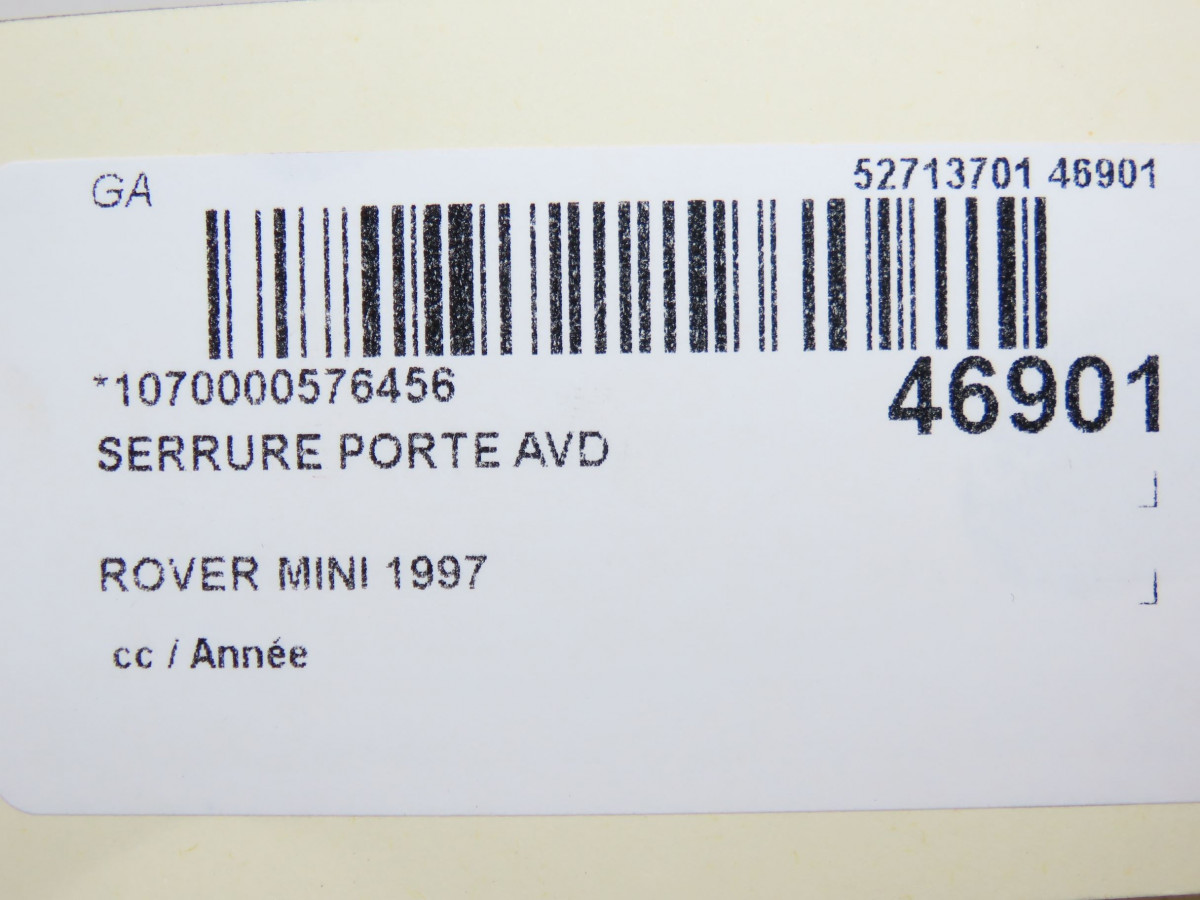 GA
52713701 46901
*1070000576456
46901
SERRURE PORTE AVD
ROVER MINI 1997
cc / Année